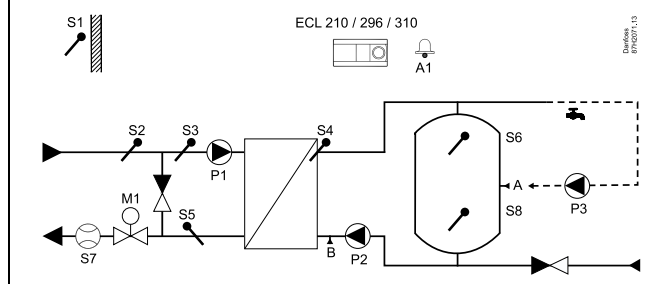 S1
ECL 210 / 296 / 310
A1
Danfoss
87H2071.13
S2
S3
P1
S4
S6
A
P3
S8
M1
S5
S7
B
P2